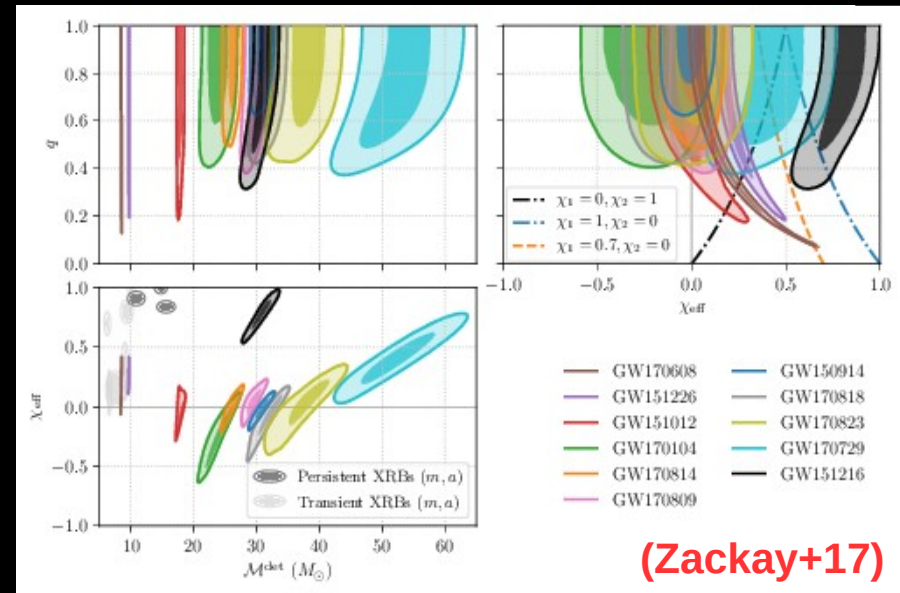 1.0
0.8
0.6
0.4
0.2
0.0
q
χ₁ = 0, χ₂ = 1
χ₁ = 1, χ₂ = 0
χ₁ = 0.7, χ₂ = 0
−1.0 −0.5 0.0 0.5 1.0
χeff
1.0
0.5
0.0
−0.5
−1.0
χeff
Persistent XRBs (m, a)
Transient XRBs (m, a)
10 20 30 40 50 60
ℳdet (M⊙)
GW170608
GW151226
GW151012
GW170104
GW170814
GW170809
GW150914
GW170818
GW170823
GW170729
GW151216
(Zackay+17)